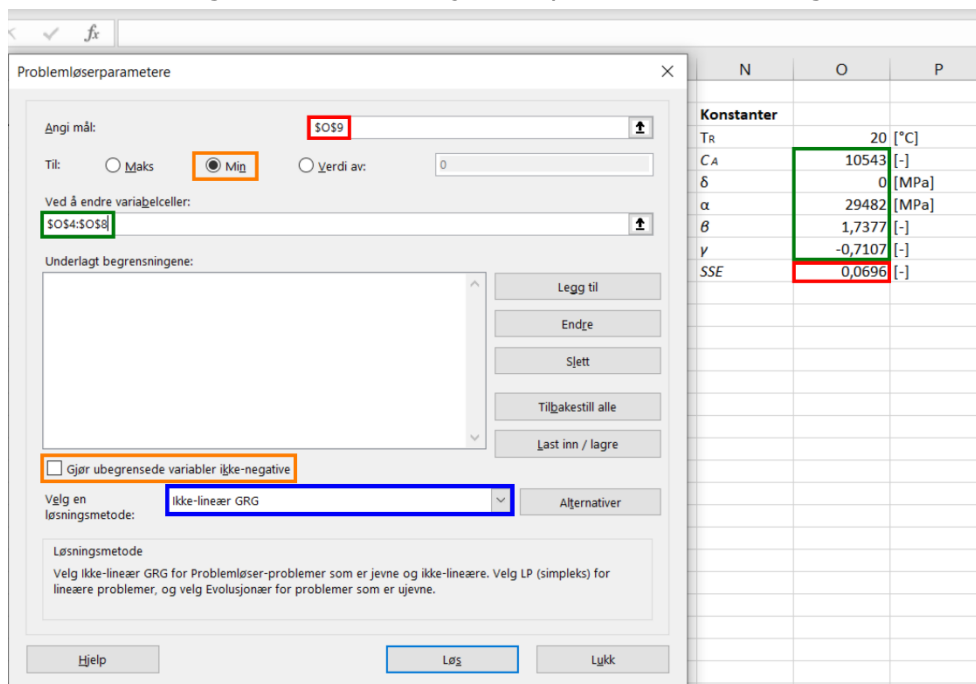 fx
Problemløserparametere
Angi mål: $O$9
Til: Maks Min Verdi av: 0
Ved å endre variabelceller:
$O$4:$O$8
Underlagt begrensningene:
Legg til
Endre
Slett
Tilbakestill alle
Last inn / lagre
Gjør ubegrensede variabler ikke-negative
Velg en løsningsmetode: Ikke-lineær GRG Alternativer
Løsningsmetode
Velg Ikke-lineær GRG for Problemløser-problemer som er jevne og ikke-lineære. Velg LP (simpleks) for
lineære problemer, og velg Evolusjonær for problemer som er ujevne.
Hjelp Løs Lukk
N O P
Konstanter
TR 20 [°C]
CA 10543 [-]
δ 0 [MPa]
α 29482 [MPa]
β 1,7377 [-]
γ -0,7107 [-]
SSE 0,0696 [-]